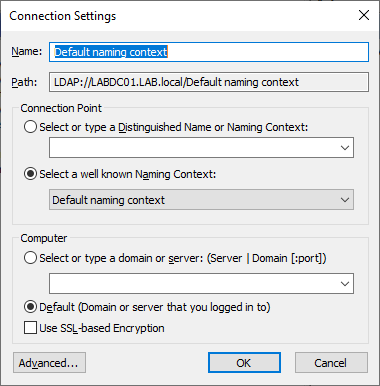 Connection Settings
Name: Default naming context
Path: LDAP://LABDC01.LAB.local/Default naming context
Connection Point
Select or type a Distinguished Name or Naming Context:
Select a well known Naming Context:
Default naming context
Computer
Select or type a domain or server: (Server | Domain [:port])
Default (Domain or server that you logged in to)
Use SSL-based Encryption
Advanced...
OK
Cancel